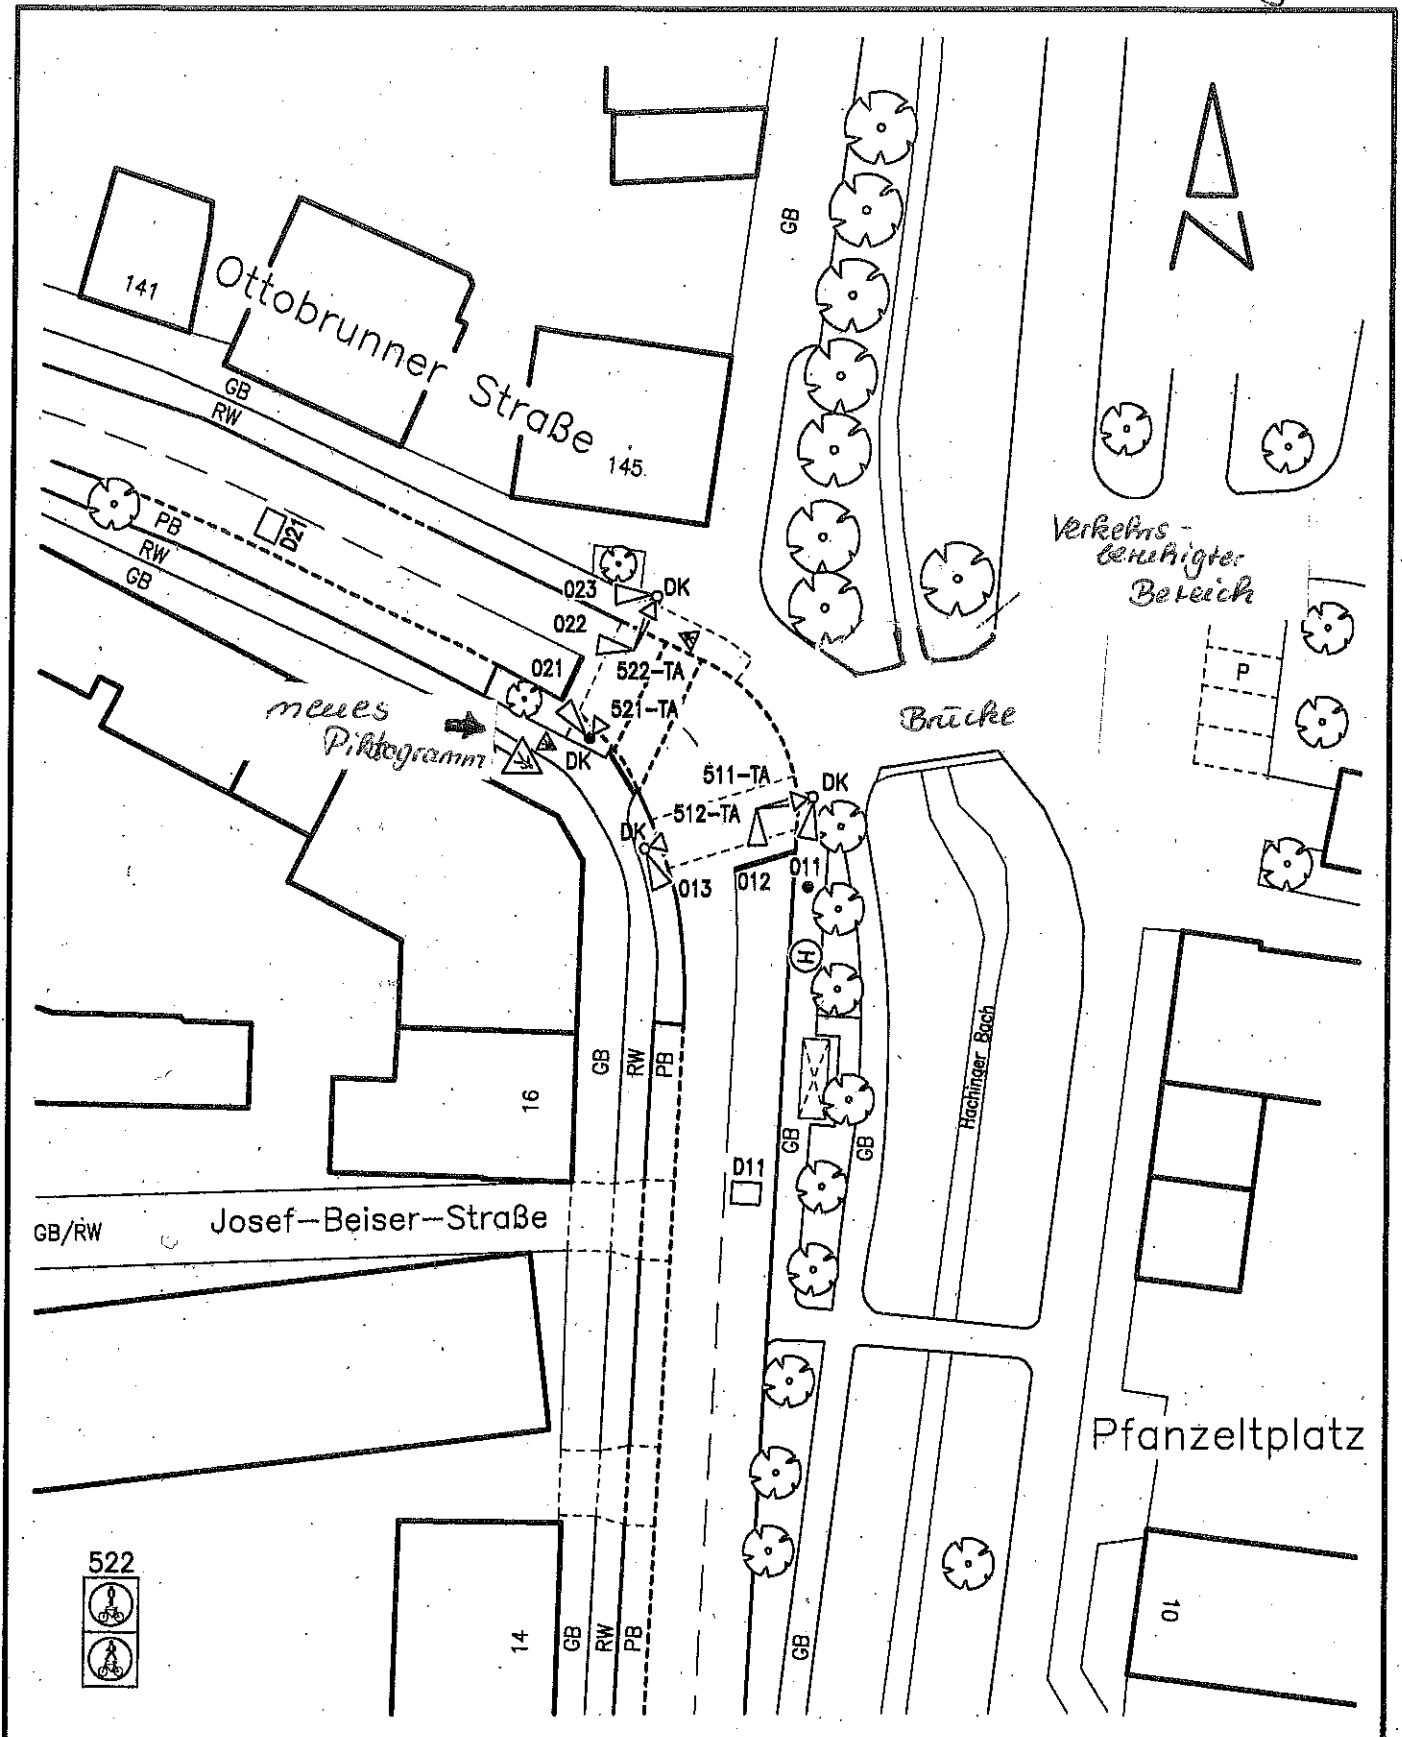 GB
141
Ottobrunner Straße
145
GB
RW
D21
PB
RW
GB
Verkehrs-
beruhigter
Bereich
P
N
023
DK
022
021
522-TA
521-TA
neues
Piktogramm
DK
Brücke
511-TA
DK
512-TA
DK
013
012
011
H
Hachinger Bach
GB
RW
PB
16
GB
GB
D11
GB/RW
Josef-Beiser-Straße
Pfanzeltplatz
522
14
GB
RW
PB
GB
10